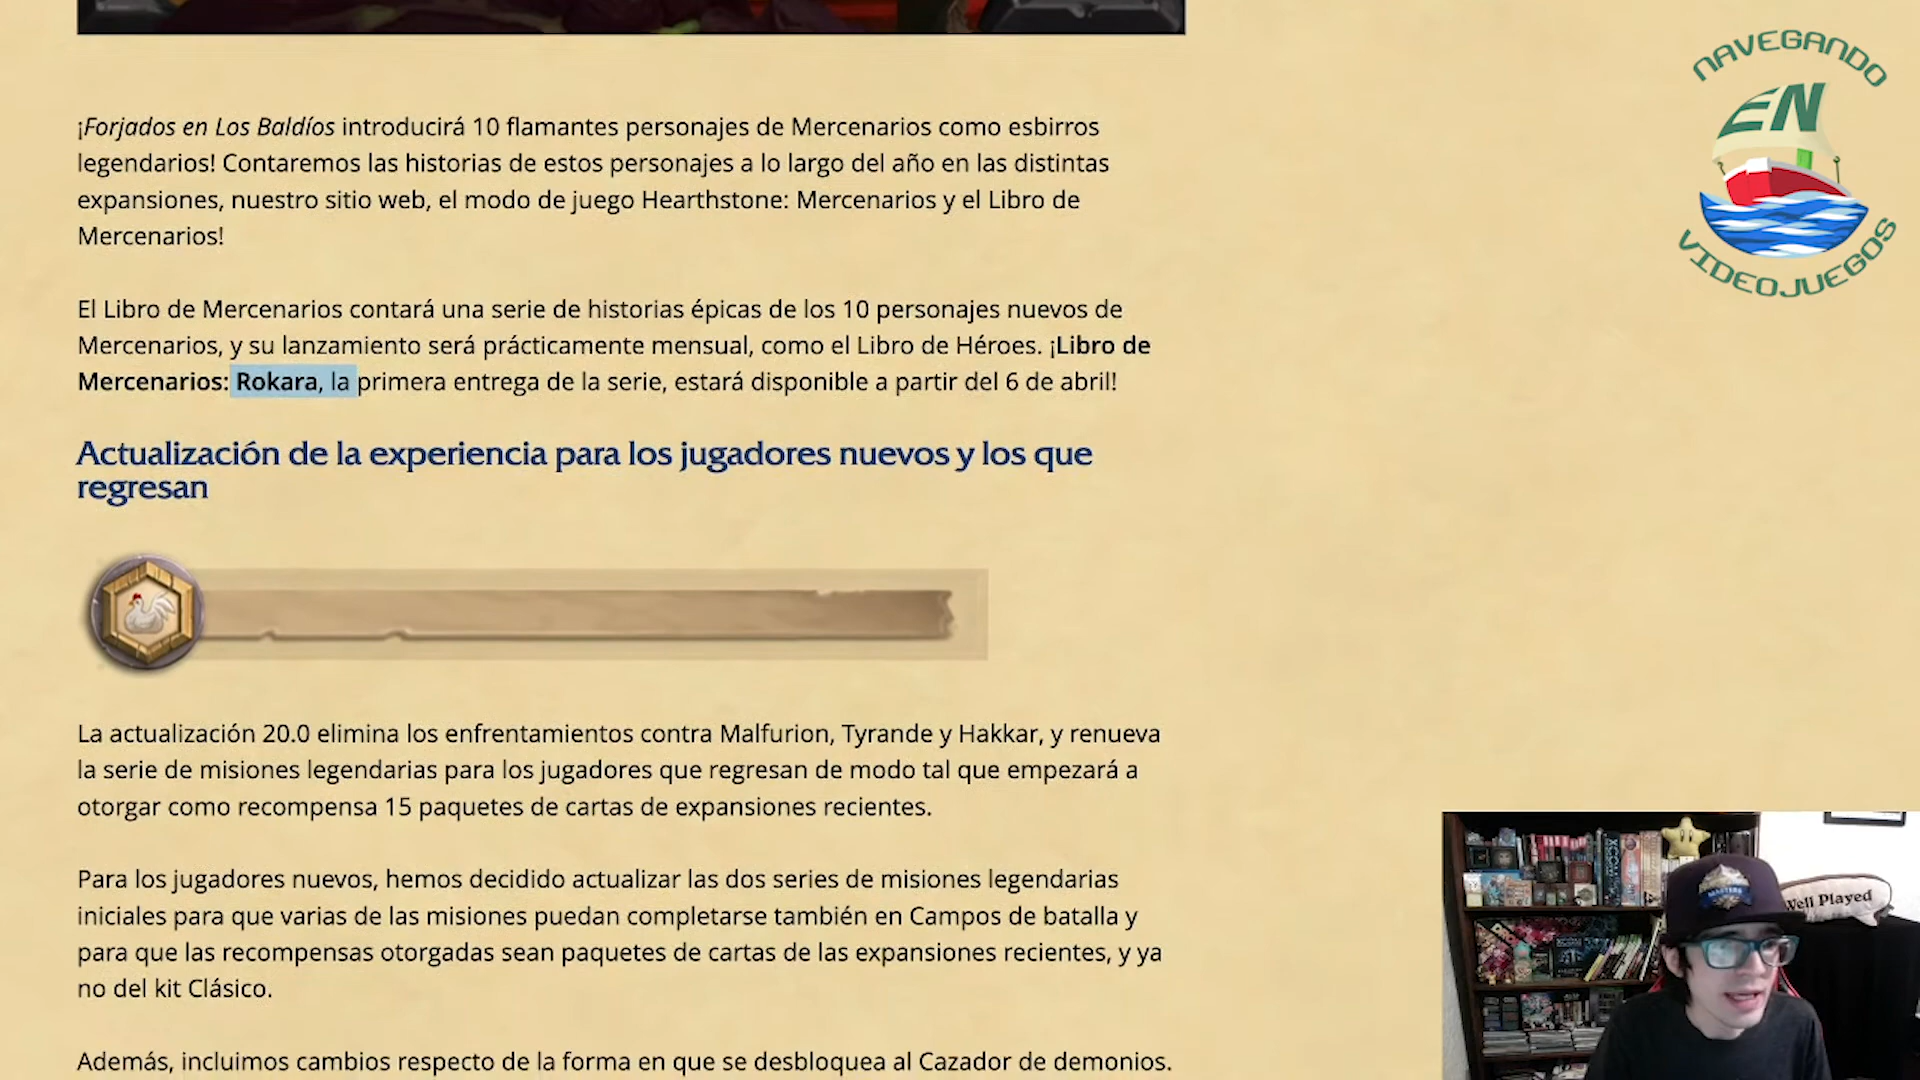 NAVEGANDO
EN
VIDEOJUEGOS
¡Forjados en Los Baldíos introducirá 10 flamantes personajes de Mercenarios como esbirros
legendarios! Contaremos las historias de estos personajes a lo largo del año en las distintas
expansiones, nuestro sitio web, el modo de juego Hearthstone: Mercenarios y el Libro de
Mercenarios!
El Libro de Mercenarios contará una serie de historias épicas de los 10 personajes nuevos de
Mercenarios, y su lanzamiento será prácticamente mensual, como el Libro de Héroes. ¡Libro de
Mercenarios: Rokara, la primera entrega de la serie, estará disponible a partir del 6 de abril!
Actualización de la experiencia para los jugadores nuevos y los que
regresan
La actualización 20.0 elimina los enfrentamientos contra Malfurion, Tyrande y Hakkar, y renueva
la serie de misiones legendarias para los jugadores que regresan de modo tal que empezará a
otorgar como recompensa 15 paquetes de cartas de expansiones recientes.
Para los jugadores nuevos, hemos decidido actualizar las dos series de misiones legendarias
iniciales para que varias de las misiones puedan completarse también en Campos de batalla y
para que las recompensas otorgadas sean paquetes de cartas de las expansiones recientes, y ya
no del kit Clásico.
Además, incluimos cambios respecto de la forma en que se desbloquea al Cazador de demonios.
MASTERS
Well Played